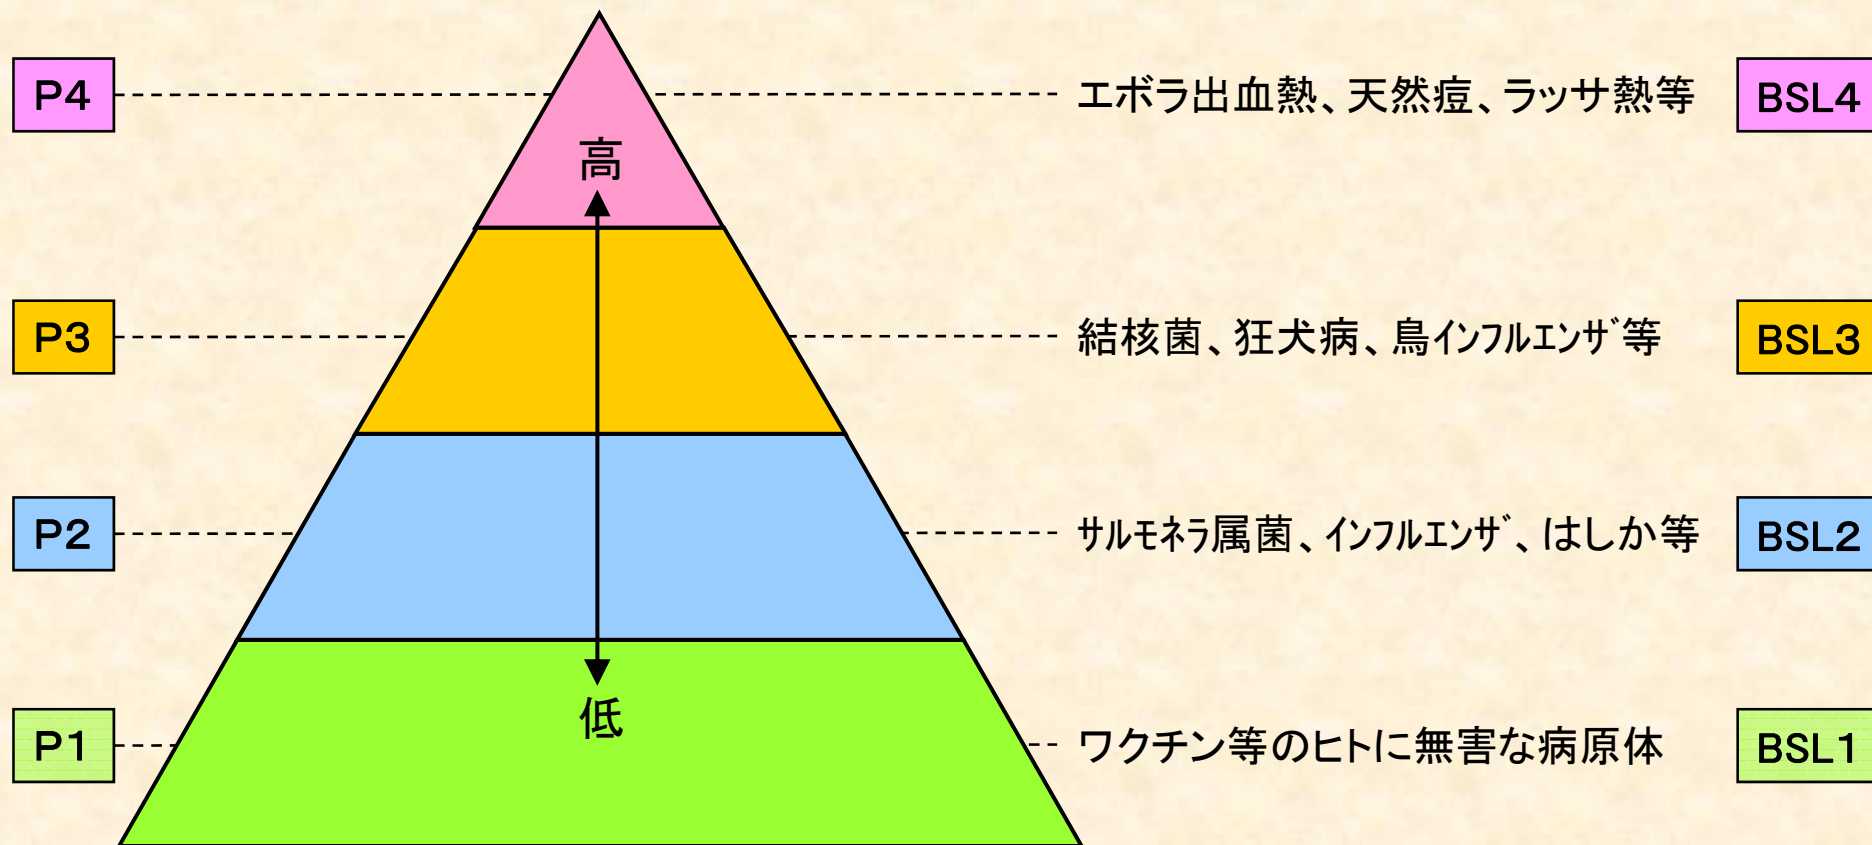 P4 エボラ出血熱、天然痘、ラッサ熱等 BSL4
高
P3 結核菌、狂犬病、鳥インフルエンザ等 BSL3
P2 サルモネラ属菌、インフルエンザ、はしか等 BSL2
低
P1 ワクチン等のヒトに無害な病原体 BSL1